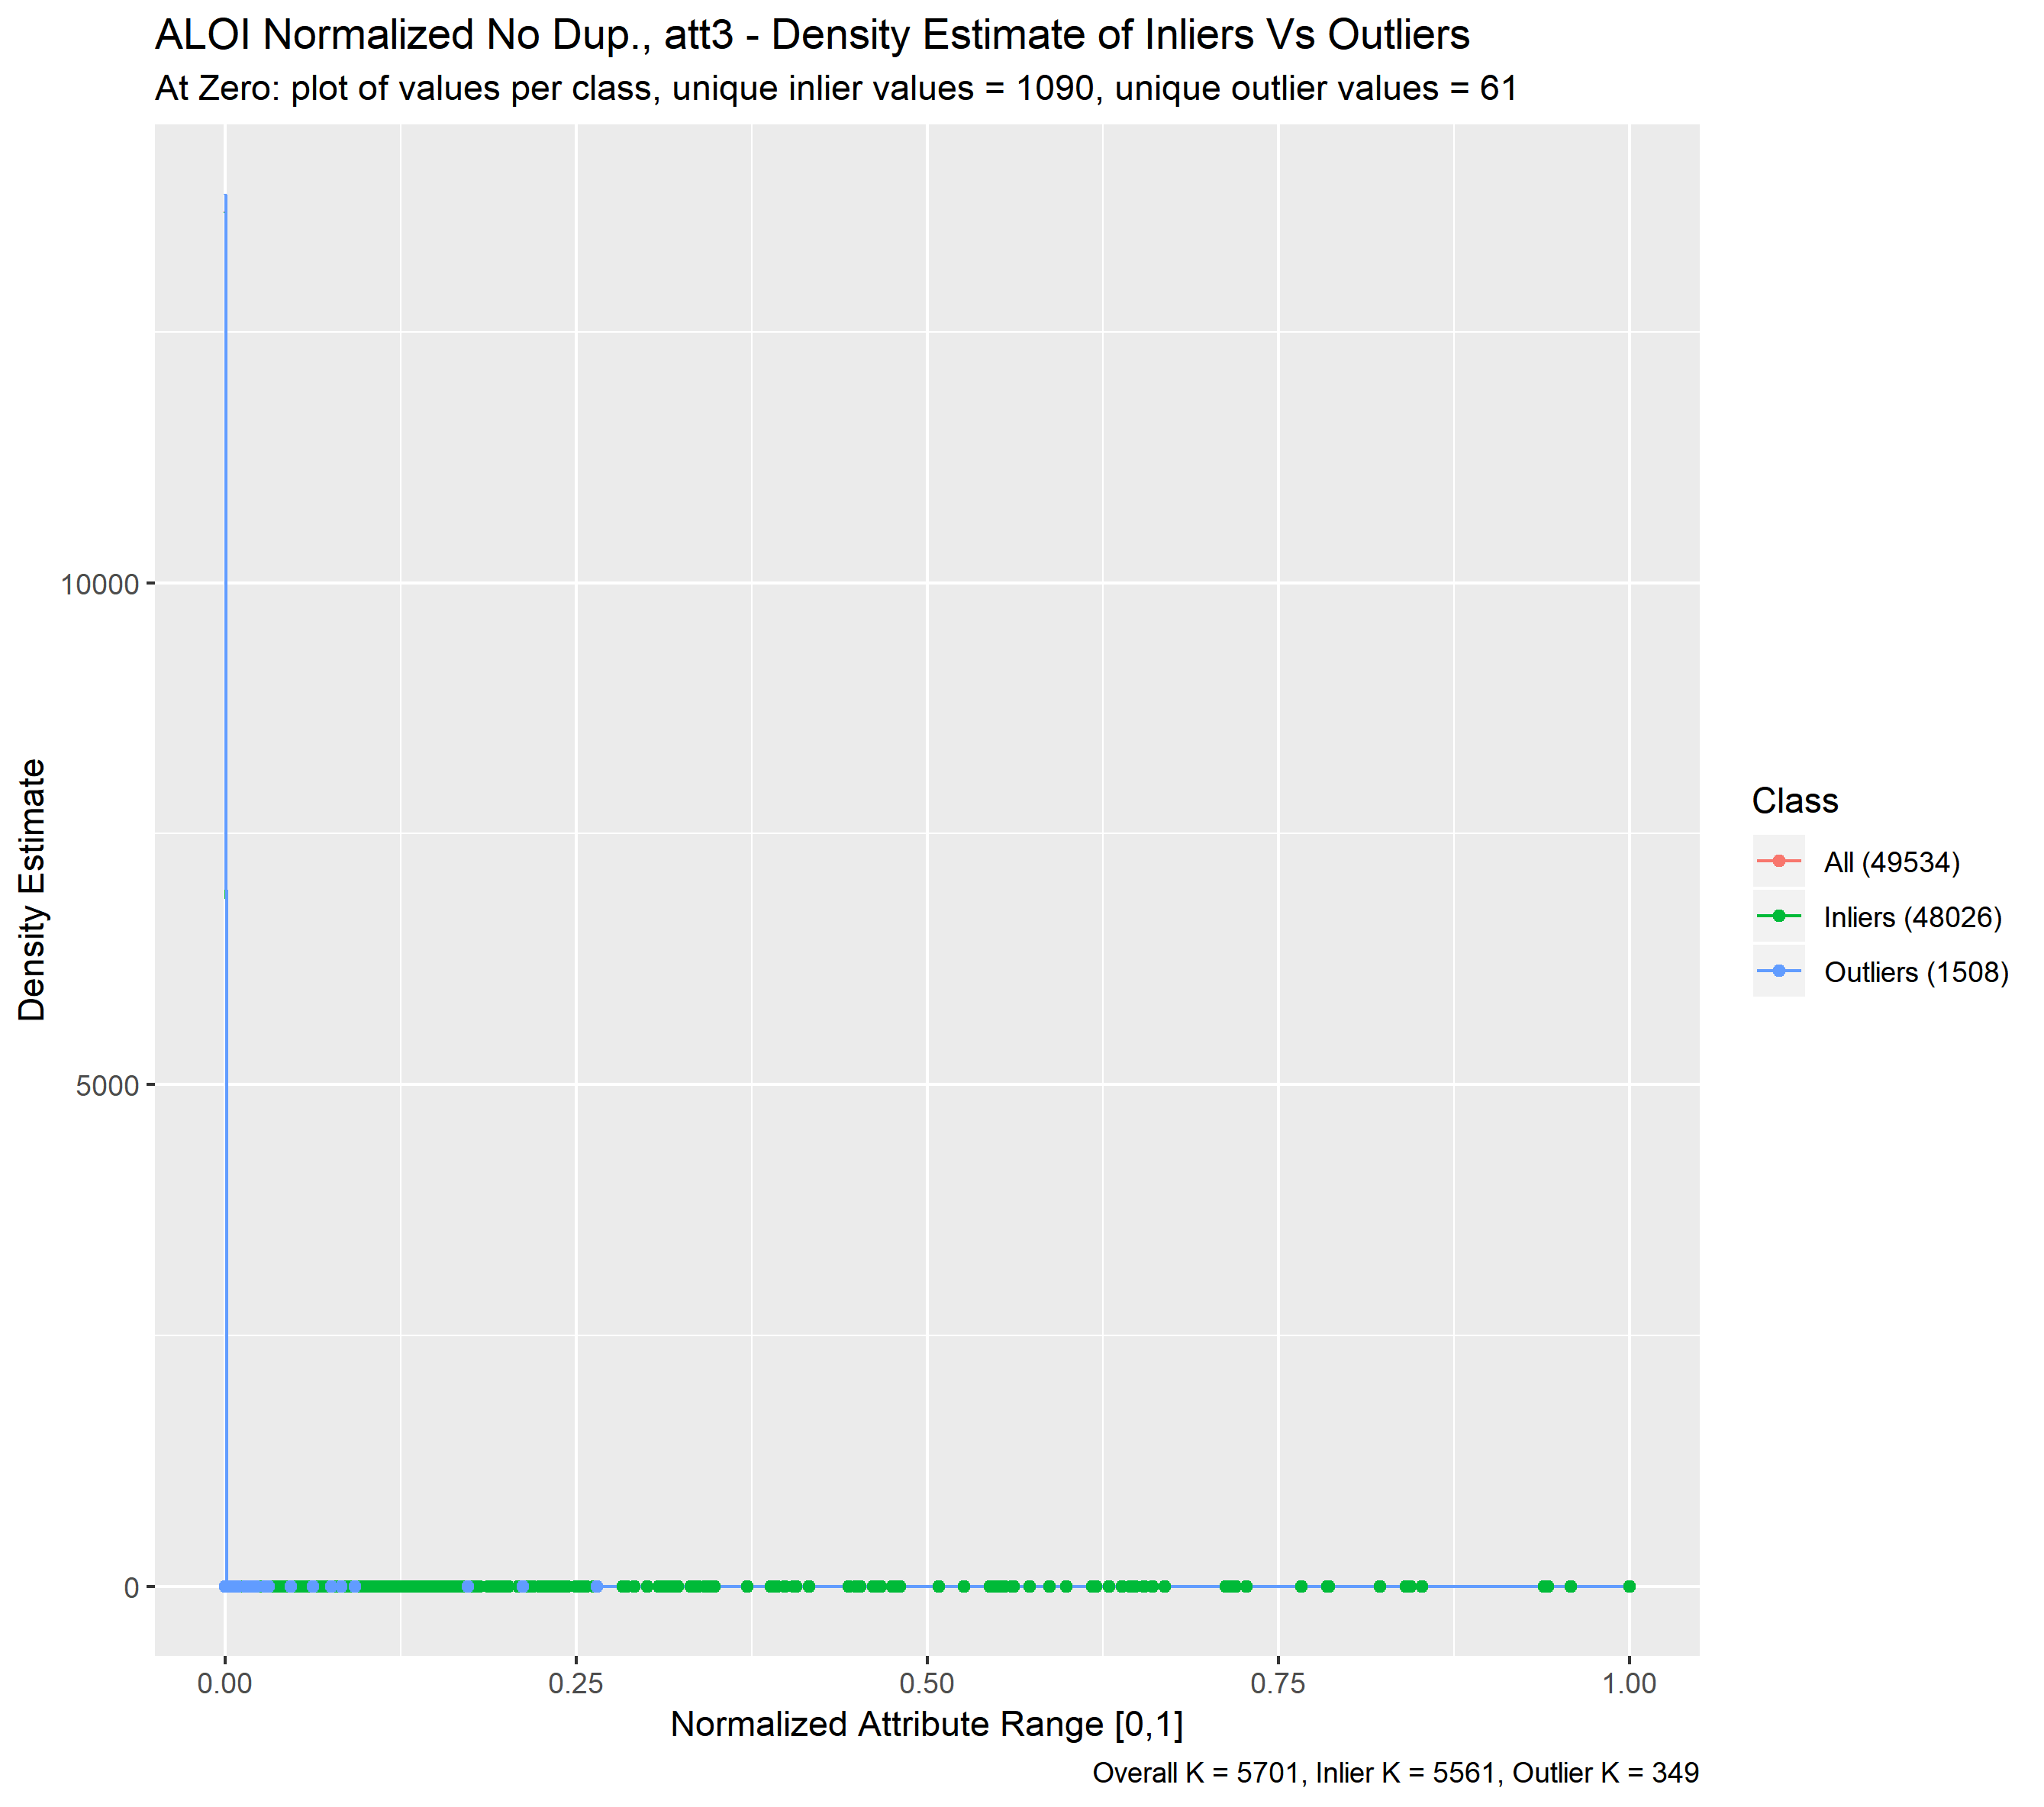 ALOI Normalized No Dup., att3 - Density Estimate of Inliers Vs Outliers
At Zero: plot of values per class, unique inlier values = 1090, unique outlier values = 61
Density Estimate
10000
5000
0
0.00
0.25
0.50
0.75
1.00
Normalized Attribute Range [0,1]
Overall K = 5701, Inlier K = 5561, Outlier K = 349
Class
All (49534)
Inliers (48026)
Outliers (1508)